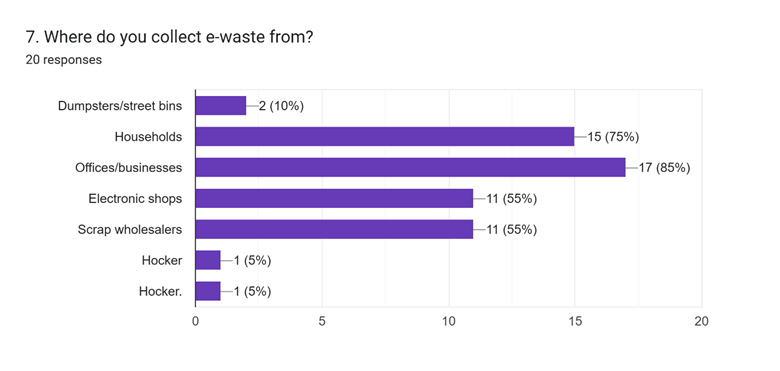 7. Where do you collect e-waste from?
20 responses
Dumpsters/street bins 2 (10%)
Households 15 (75%)
Offices/businesses 17 (85%)
Electronic shops 11 (55%)
Scrap wholesalers 11 (55%)
Hocker 1 (5%)
Hocker. 1 (5%)
0 5 10 15 20